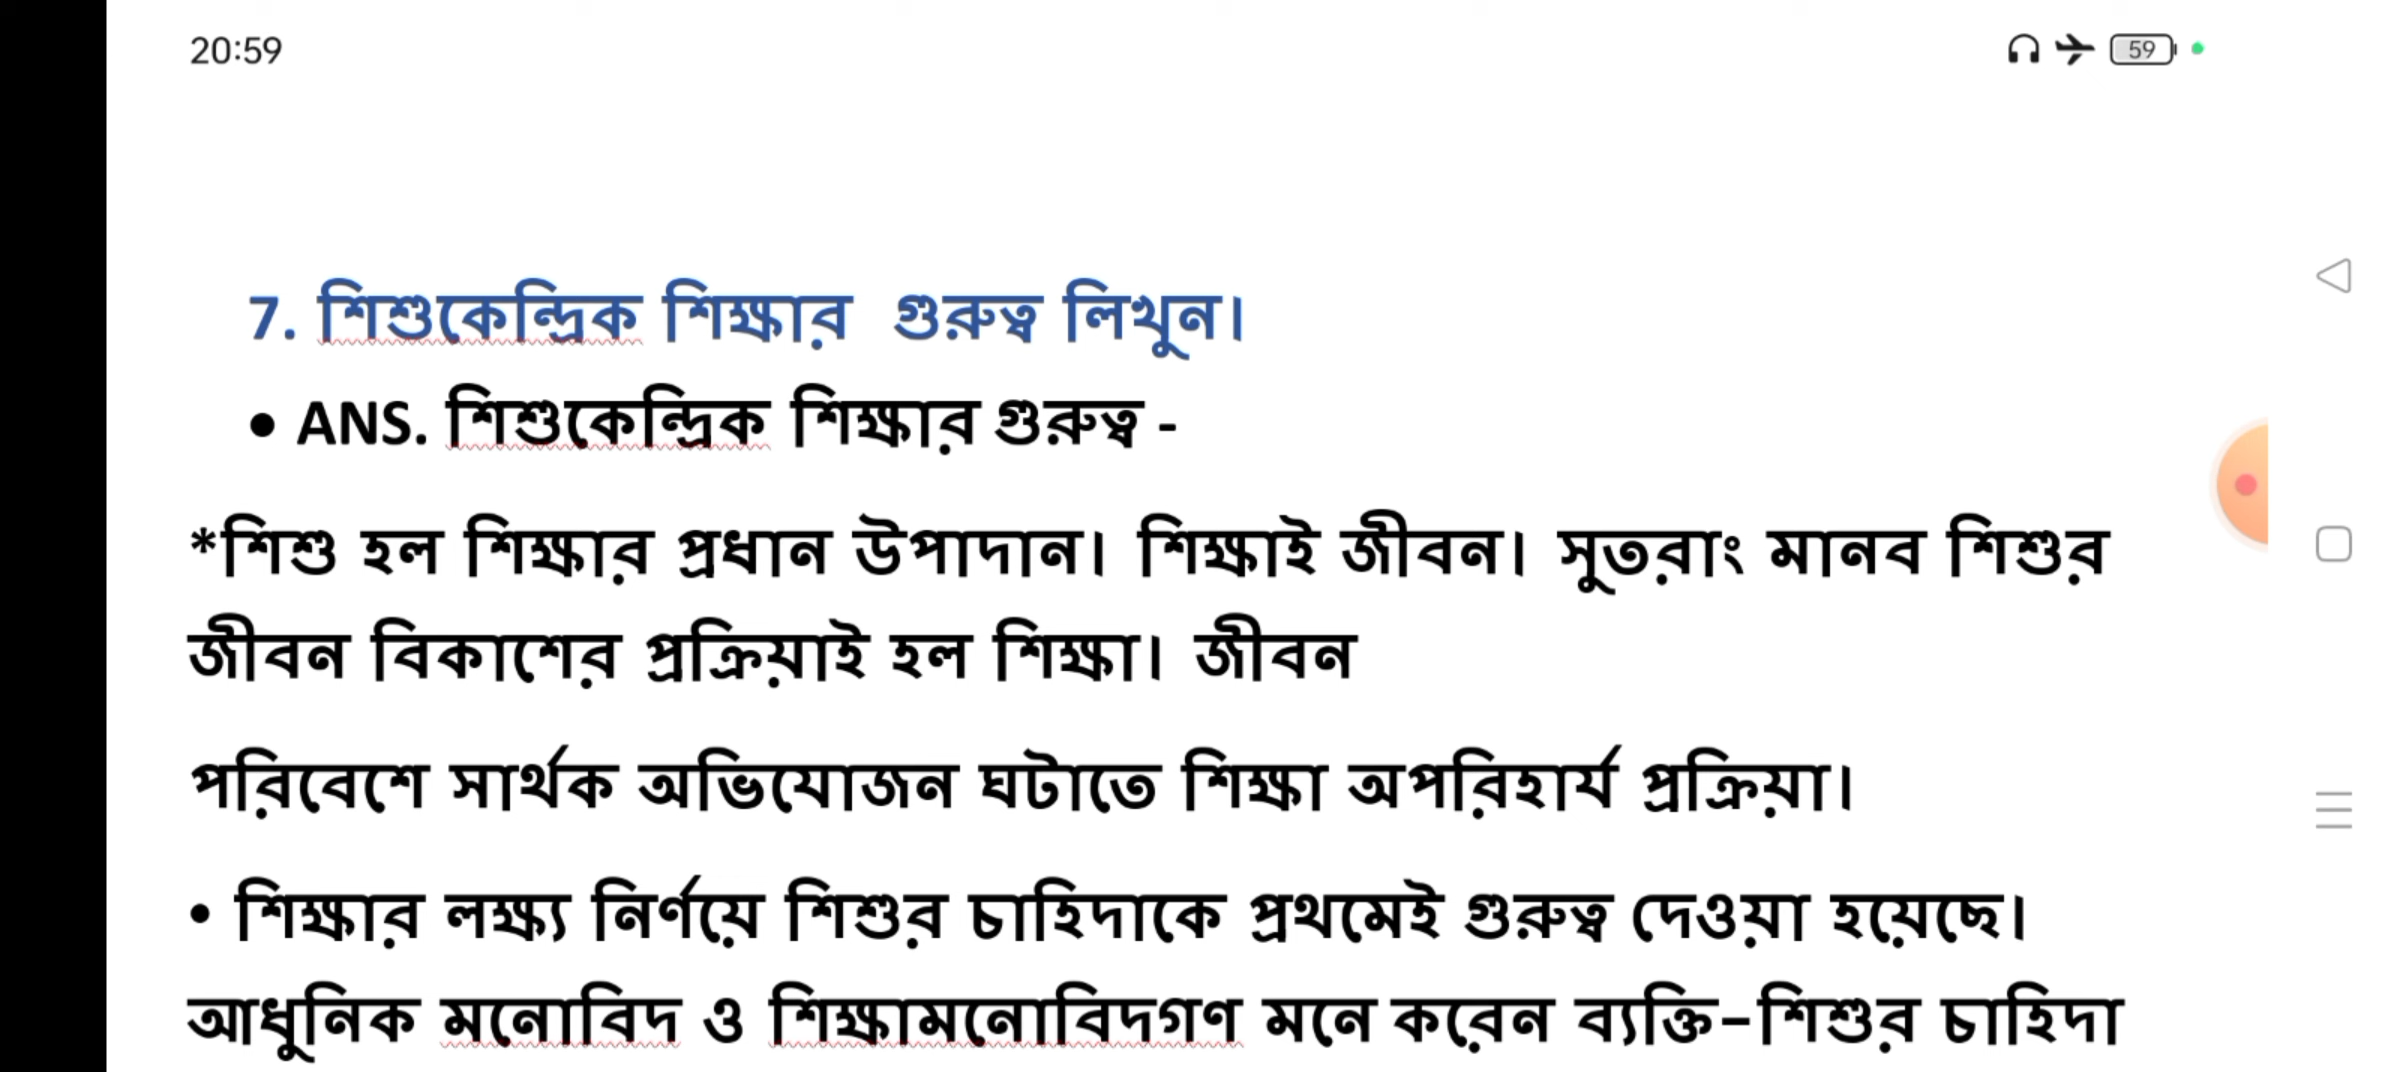 20:59
59
7. শিশুকেন্দ্রিক শিক্ষার  গুরুত্ব লিখুন।
• ANS. শিশুকেন্দ্রিক শিক্ষার গুরুত্ব -
*শিশু হল শিক্ষার প্রধান উপাদান। শিক্ষাই জীবন। সুতরাং মানব শিশুর
জীবন বিকাশের প্রক্রিয়াই হল শিক্ষা। জীবন
পরিবেশে সার্থক অভিযোজন ঘটাতে শিক্ষা অপরিহার্য প্রক্রিয়া।
• শিক্ষার লক্ষ্য নির্ণয়ে শিশুর চাহিদাকে প্রথমেই গুরুত্ব দেওয়া হয়েছে।
আধুনিক মনোবিদ ও শিক্ষামনোবিদগণ মনে করেন ব্যক্তি-শিশুর চাহিদা